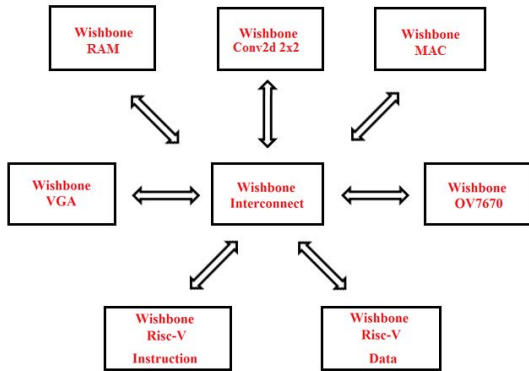 Wishbone
RAM
Wishbone
Conv2d 2x2
Wishbone
MAC
Wishbone
VGA
Wishbone
Interconnect
Wishbone
OV7670
Wishbone
Risc-V
Instruction
Wishbone
Risc-V
Data